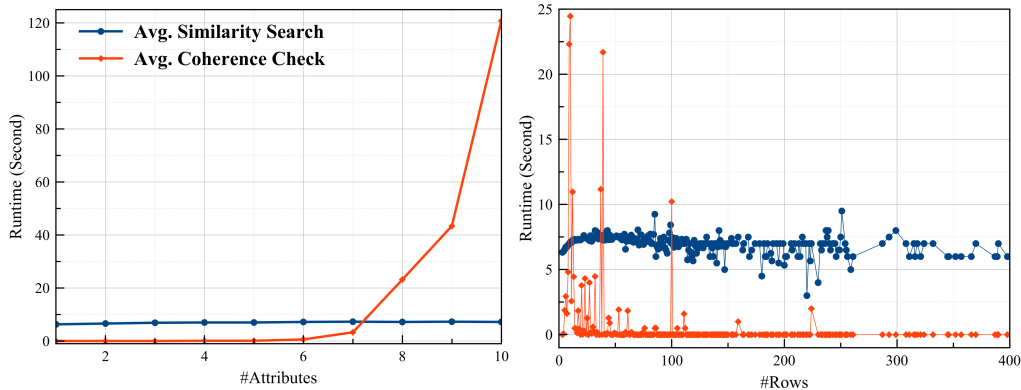 120
100
80
60
40
20
0
Runtime (Second)
Avg. Similarity Search
Avg. Coherence Check
2 4 6 8 10
#Attributes
25
20
15
10
5
0
Runtime (Second)
0 100 200 300 400
#Rows